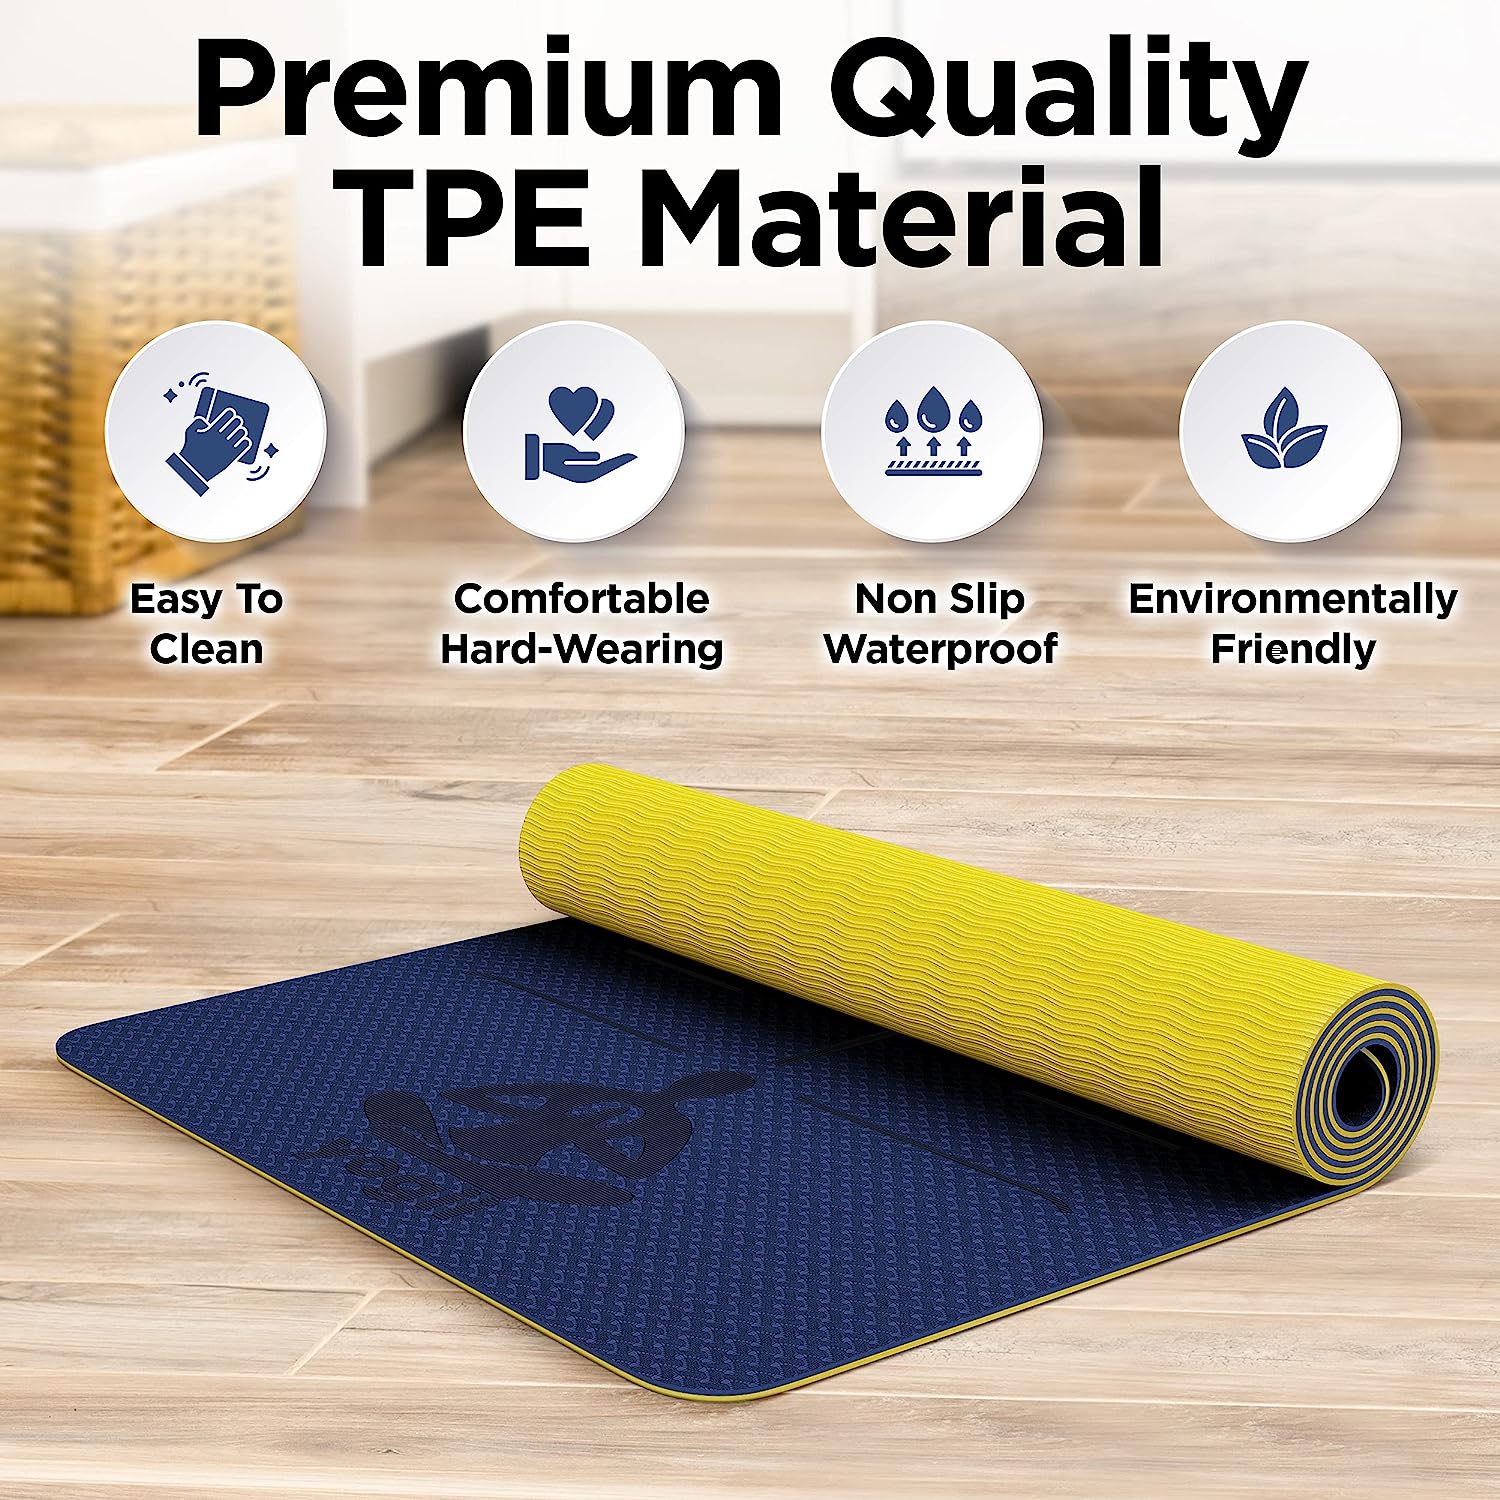 Premium Quality
TPE Material
Easy To
Clean
Comfortable
Hard-Wearing
Non Slip
Waterproof
Environmentally
Friendly